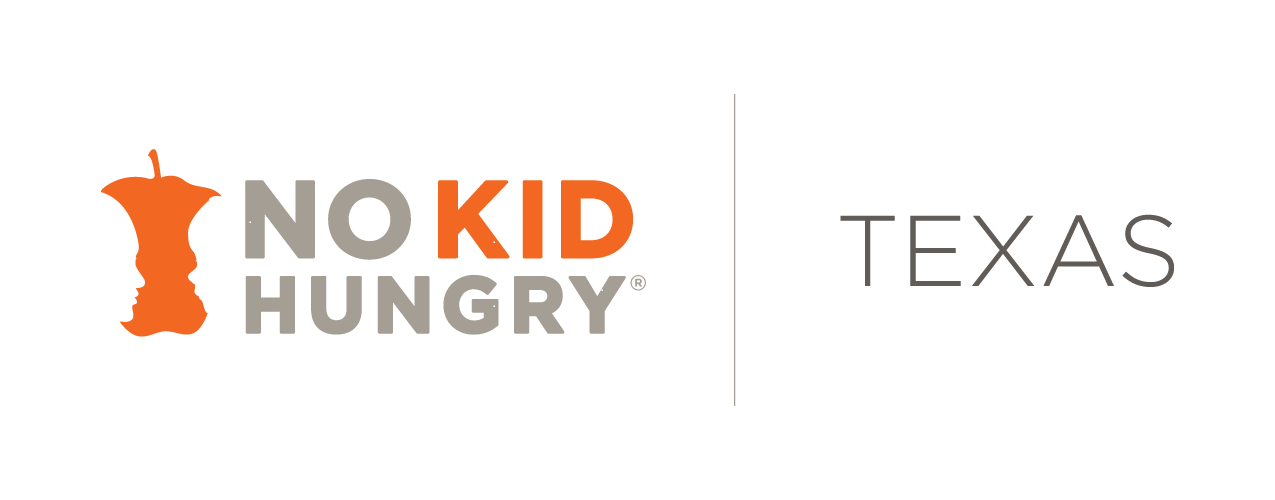 NO KID
HUNGRY®
TEXAS